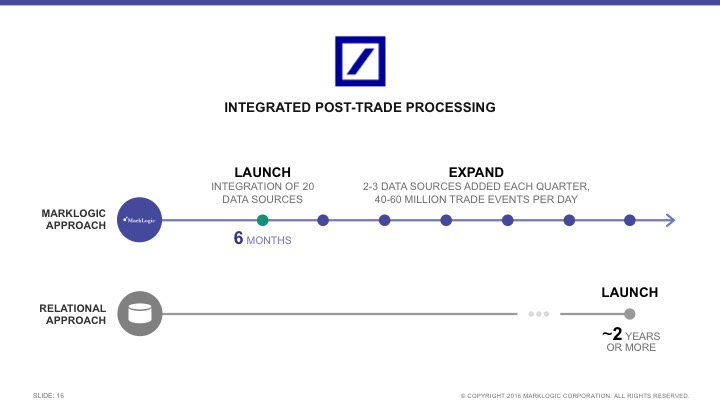 INTEGRATED POST-TRADE PROCESSING
LAUNCH
INTEGRATION OF 20
DATA SOURCES
EXPAND
2-3 DATA SOURCES ADDED EACH QUARTER,
40-60 MILLION TRADE EVENTS PER DAY
MARKLOGIC
APPROACH
MarkLogic
6 MONTHS
RELATIONAL
APPROACH
LAUNCH
~2 YEARS
OR MORE
SLIDE: 16
© COPYRIGHT 2016 MARKLOGIC CORPORATION. ALL RIGHTS RESERVED.